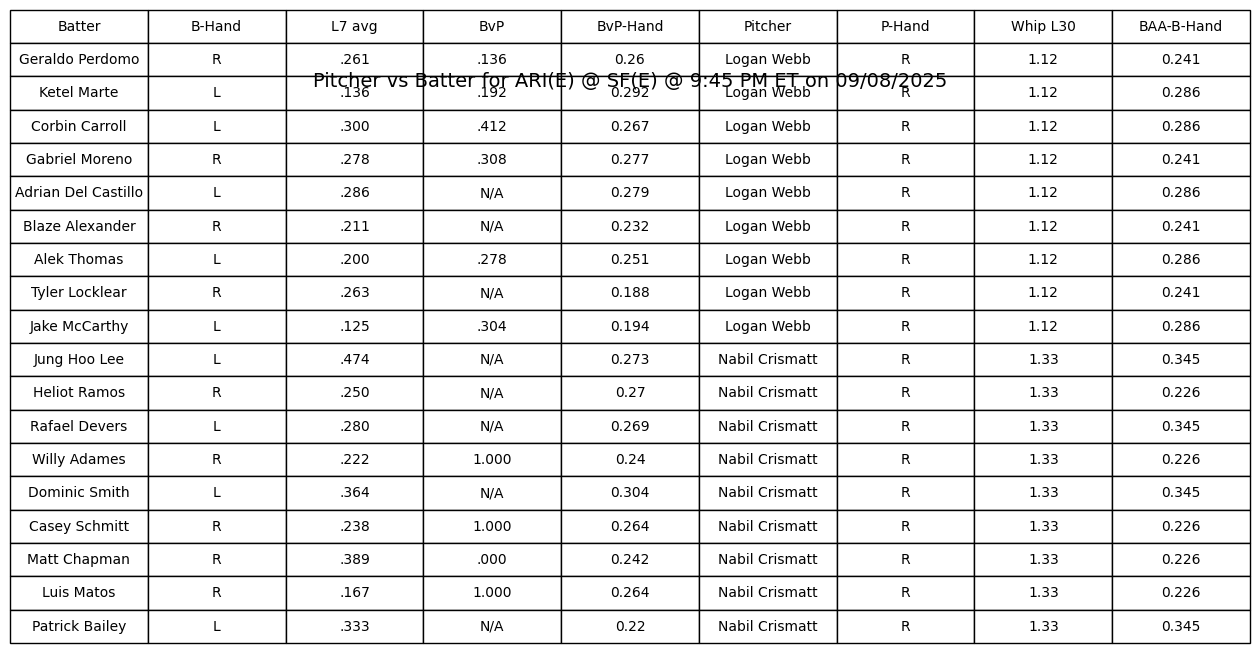 Batter B-Hand L7 avg BvP BvP-Hand Pitcher P-Hand Whip L30 BAA-B-Hand
Geraldo Perdomo R .261 .136 0.26 Logan Webb R 1.12 0.241
Pitcher vs Batter for ARI(E) @ SF(E) @ 9:45 PM ET on 09/08/2025
Ketel Marte L .136 .192 0.292 Logan Webb R 1.12 0.286
Corbin Carroll L .300 .412 0.267 Logan Webb R 1.12 0.286
Gabriel Moreno R .278 .308 0.277 Logan Webb R 1.12 0.241
Adrian Del Castillo L .286 N/A 0.279 Logan Webb R 1.12 0.286
Blaze Alexander R .211 N/A 0.232 Logan Webb R 1.12 0.241
Alek Thomas L .200 .278 0.251 Logan Webb R 1.12 0.286
Tyler Locklear R .263 N/A 0.188 Logan Webb R 1.12 0.241
Jake McCarthy L .125 .304 0.194 Logan Webb R 1.12 0.286
Jung Hoo Lee L .474 N/A 0.273 Nabil Crismatt R 1.33 0.345
Heliot Ramos R .250 N/A 0.27 Nabil Crismatt R 1.33 0.226
Rafael Devers L .280 N/A 0.269 Nabil Crismatt R 1.33 0.345
Willy Adames R .222 1.000 0.24 Nabil Crismatt R 1.33 0.226
Dominic Smith L .364 N/A 0.304 Nabil Crismatt R 1.33 0.345
Casey Schmitt R .238 1.000 0.264 Nabil Crismatt R 1.33 0.226
Matt Chapman R .389 .000 0.242 Nabil Crismatt R 1.33 0.226
Luis Matos R .167 1.000 0.264 Nabil Crismatt R 1.33 0.226
Patrick Bailey L .333 N/A 0.22 Nabil Crismatt R 1.33 0.345